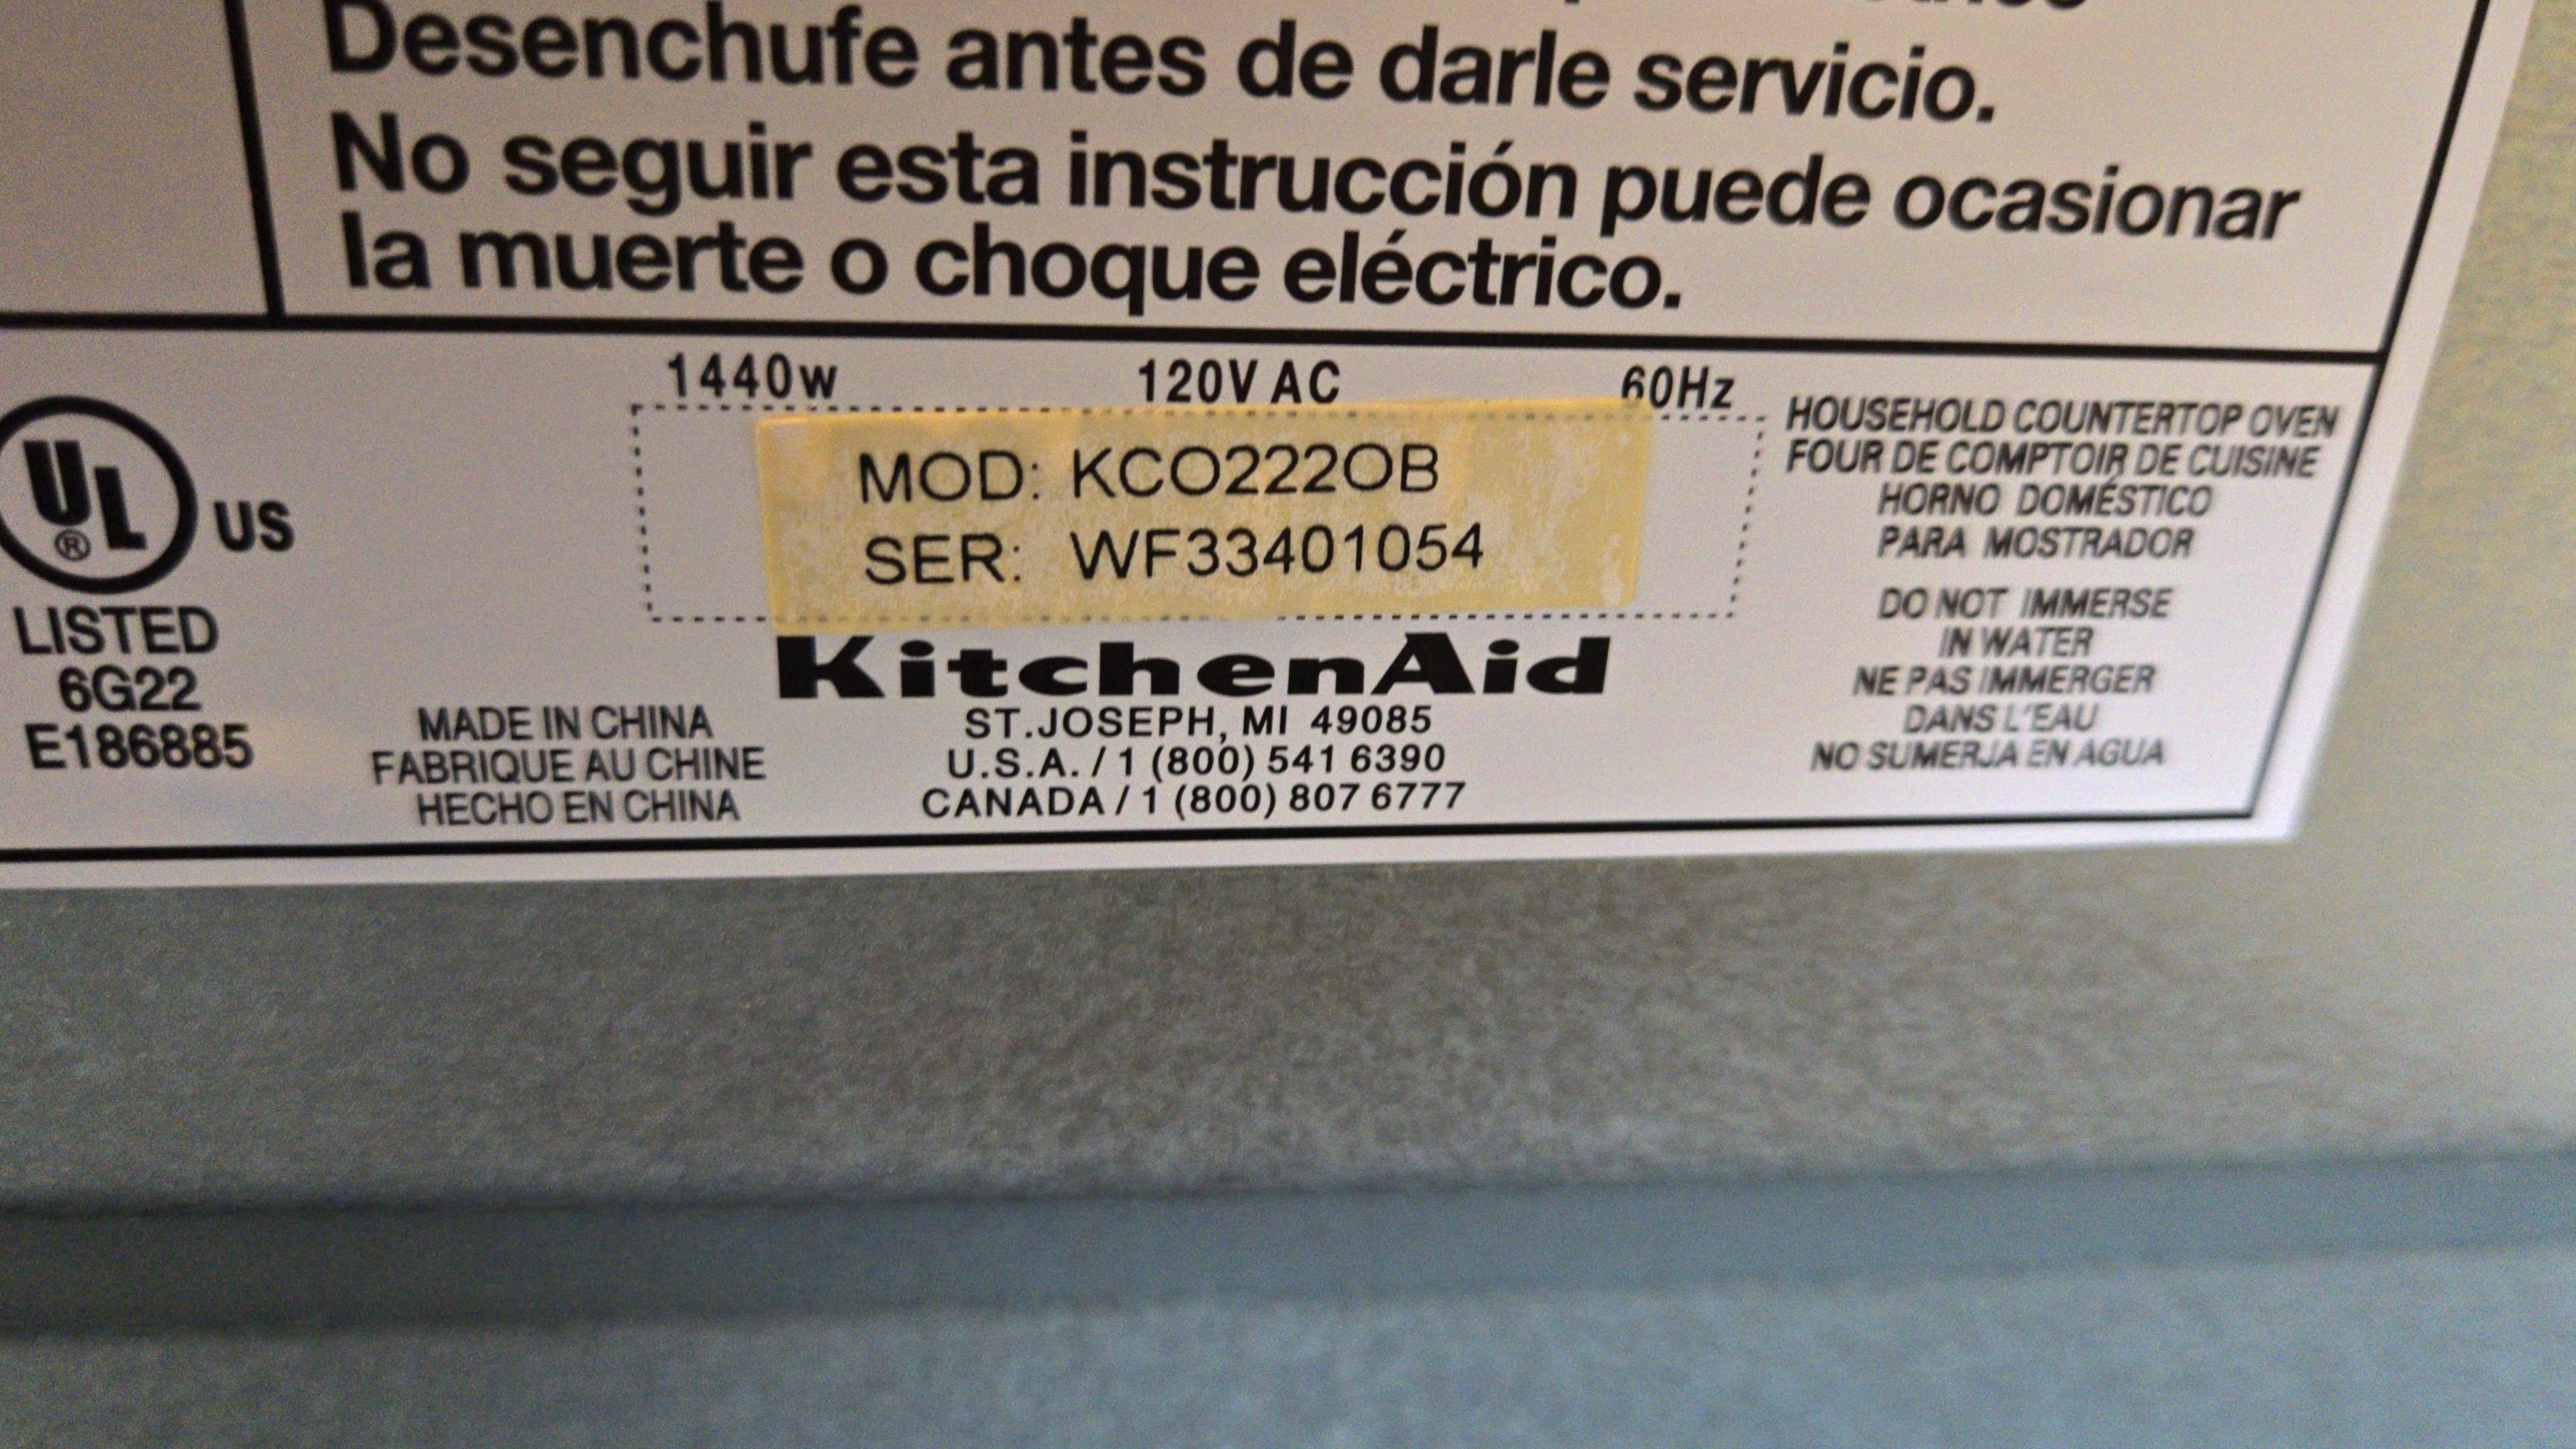 Desenchufe antes de darle servicio.
No seguir esta instrucción puede ocasionar
la muerte o choque eléctrico.
1440w 120V AC 60Hz
MOD: KCO222OB
SER: WF33401054
UL
®
US
LISTED
6G22
E186885
MADE IN CHINA
FABRIQUE AU CHINE
HECHO EN CHINA
KitchenAid
ST.JOSEPH, MI 49085
U.S.A. / 1 (800) 541 6390
CANADA / 1 (800) 807 6777
HOUSEHOLD COUNTERTOP OVEN
FOUR DE COMPTOIR DE CUISINE
HORNO DOMÉSTICO
PARA MOSTRADOR
DO NOT IMMERSE
IN WATER
NE PAS IMMERGER
DANS L'EAU
NO SUMERJA EN AGUA